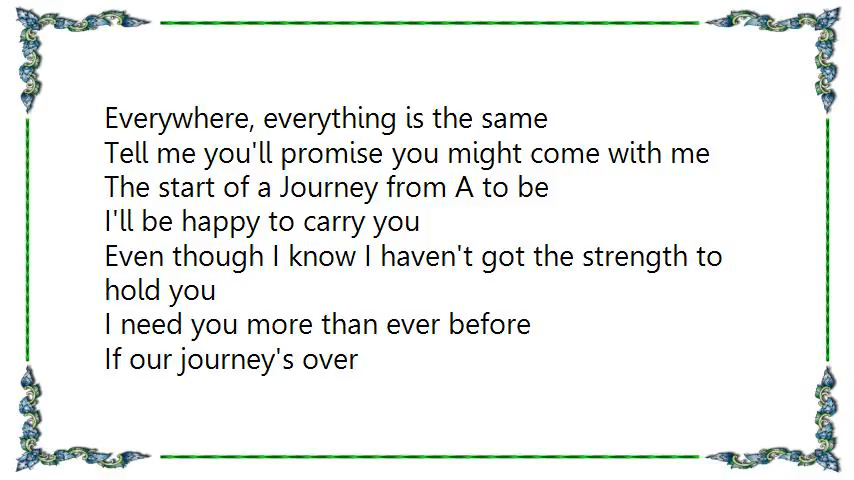 Everywhere, everything is the same
Tell me you'll promise you might come with me
The start of a Journey from A to be
I'll be happy to carry you
Even though I know I haven't got the strength to
hold you
I need you more than ever before
If our journey's over